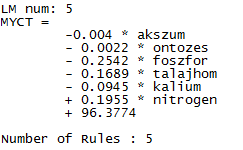 LM num: 5
MYCT =
-0.004 * akszum
- 0.0022 * ontozes
- 0.2542 * foszfor
- 0.1689 * talajhom
- 0.0945 * kalium
+ 0.1955 * nitrogen
+ 96.3774
Number of Rules : 5